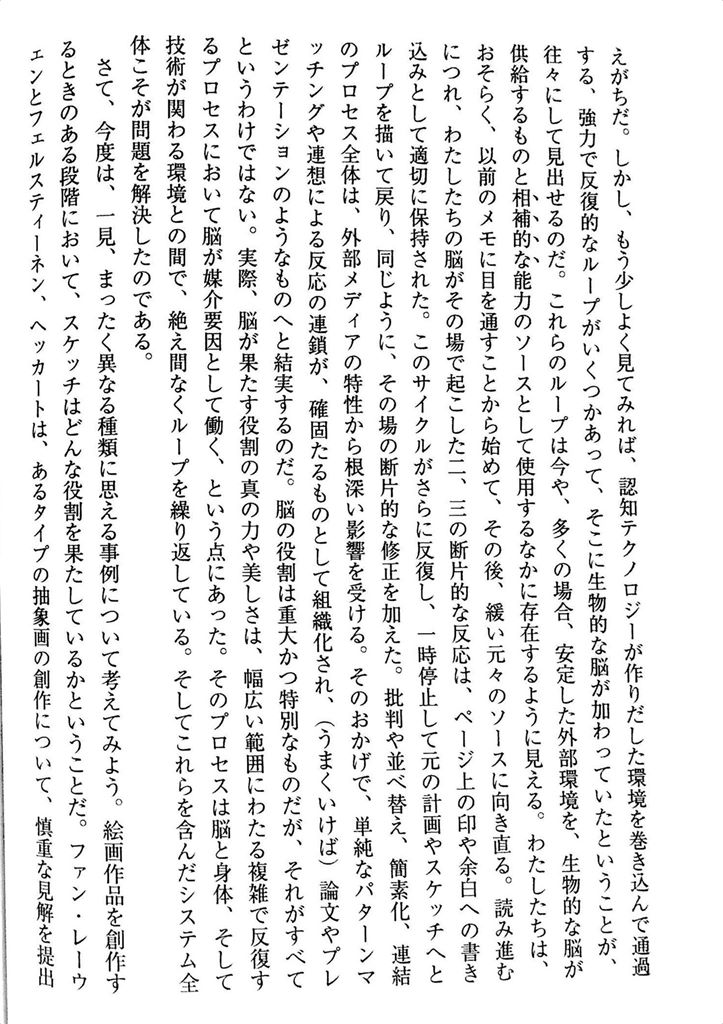 えがちだ。しかし、もう少しよく見てみれば、認知テクノロジーが作りだした環境を巻き込んで通過
する、強力で反復的なループがいくつかあって、そこに生物的な脳が加わっていたということが、
往々にして見出せるのだ。これらのループは今や、多くの場合、安定した外部環境を、生物的な脳が
供給するものと相補的な能力のソースとして使用するなかに存在するように見える。わたしたちは、
おそらく、以前のメモに目を通すことから始めて、その後、緩い元々のソースに向き直る。読み進む
につれ、わたしたちの脳がその場で起こした二、三の断片的な反応は、ページ上の印や余白への書き
込みとして適切に保持された。このサイクルがさらに反復し、一時停止して元の計画やスケッチへと
ループを描いて戻り、同じように、その場の断片的な修正を加えた。批判や並べ替え、簡素化、連結
のプロセス全体は、外部メディアの特性から根深い影響を受ける。そのおかげで、単純なパターンマ
ッチングや連想による反応の連鎖が、確固たるものとして組織化され、（うまくいけば）論文やプレ
ゼンテーションのようなものへと結実するのだ。脳の役割は重大かつ特別なものだが、それがすべて
というわけではない。実際、脳が果たす役割の真の力や美しさは、幅広い範囲にわたる複雑で反復す
るプロセスにおいて脳が媒介要因として働く、という点にあった。そのプロセスは脳と身体、そして
技術が関わる環境との間で、絶え間なくループを繰り返している。そしてこれらを含んだシステム全
体こそが問題を解決したのである。
さて、今度は、一見、まったく異なる種類に思える事例について考えてみよう。絵画作品を創作す
るときのある段階において、スケッチはどんな役割を果たしているかということだ。ファン・レーウ
ェンとフェルスティーネン、ヘッカートは、あるタイプの抽象画の創作について、慎重な見解を提出